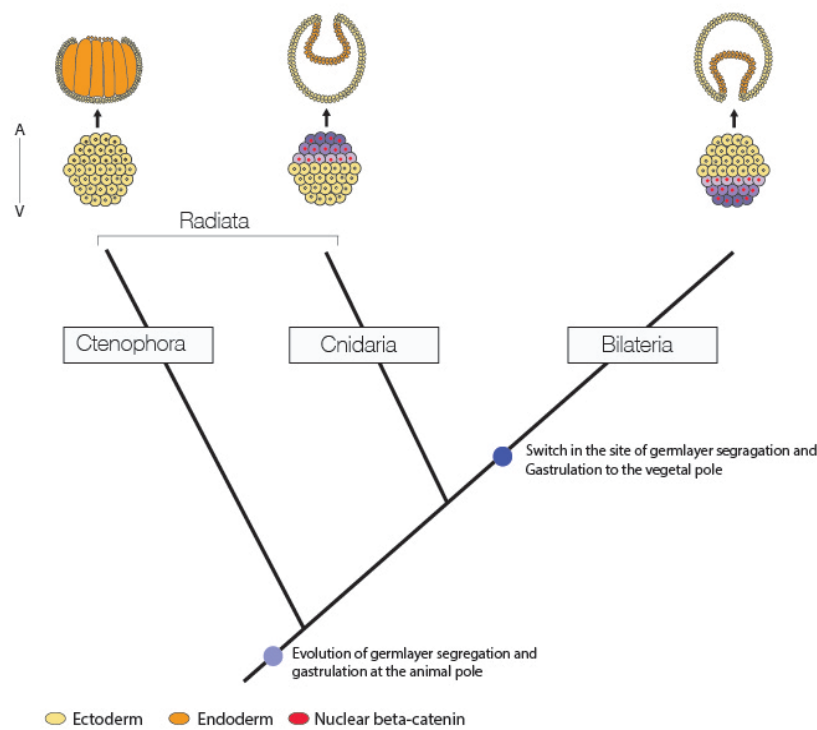 A
V
Radiata
Ctenophora
Cnidaria
Bilateria
Switch in the site of germlayer segragation and
Gastrulation to the vegetal pole
Evolution of germlayer segregation and
gastrulation at the animal pole
Ectoderm
Endoderm
Nuclear beta-catenin